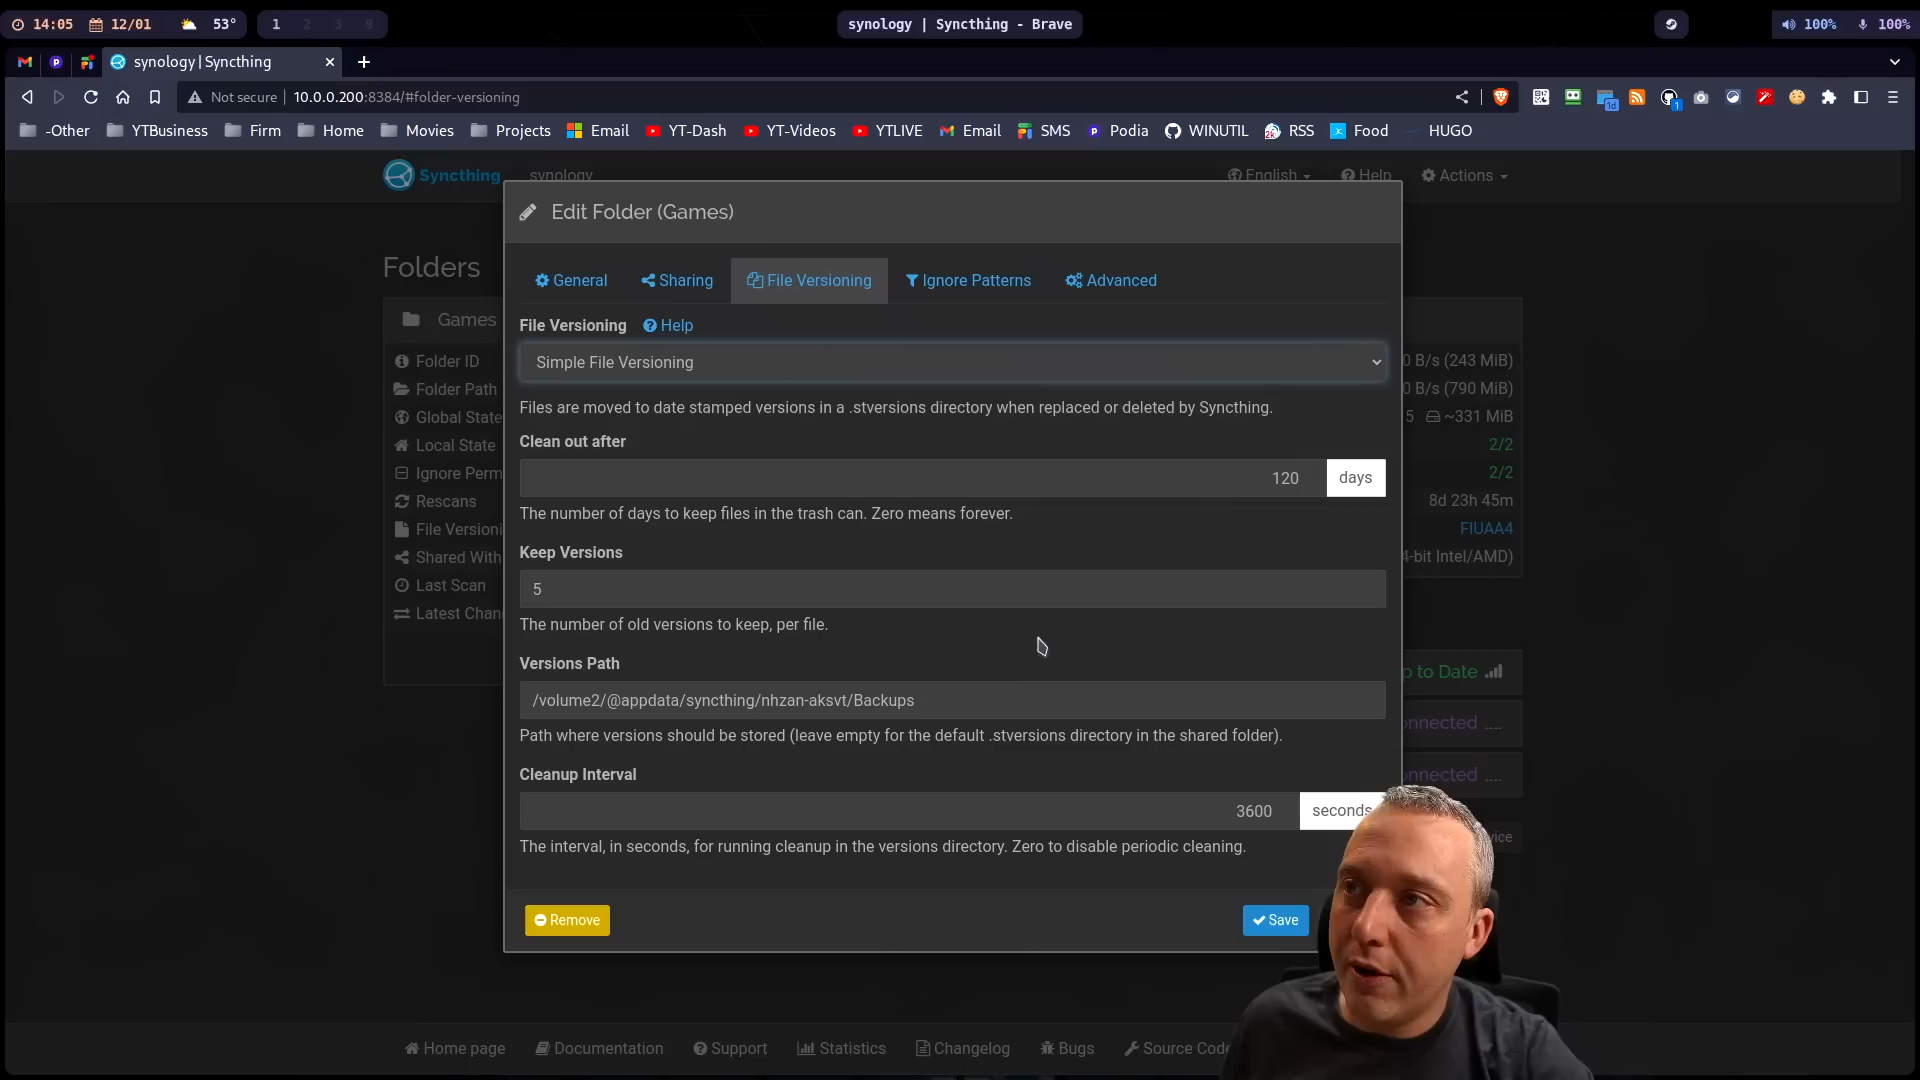 14:05 12/01 53° 1 2 3 9 synology | Syncthing - Brave 100% 100%
synology | Syncthing
Not secure 10.0.0.200:8384/#folder-versioning 1d 1
-Other YTBusiness Firm Home Movies Projects Email YT-Dash YT-Videos YTLIVE Email SMS Podia WINUTIL RSS Food HUGO
Syncthing synology English Help Actions
Edit Folder (Games)
Folders
General Sharing File Versioning Ignore Patterns Advanced
Games
File Versioning Help
Folder ID
Simple File Versioning
0 B/s (243 MiB)
Folder Path
0 B/s (790 MiB)
Files are moved to date stamped versions in a .stversions directory when replaced or deleted by Syncthing.
Global State
5 ~331 MiB
Clean out after
Local State
2/2
Ignore Perm
120 days
2/2
Rescans
8d 23h 45m
The number of days to keep files in the trash can. Zero means forever.
File Versioni
FIUAA4
Keep Versions
Shared With
4-bit Intel/AMD)
Last Scan
5
Latest Chan
The number of old versions to keep, per file.
Versions Path
p to Date
/volume2/@appdata/syncthing/nhzan-aksvt/Backups
onnected
Path where versions should be stored (leave empty for the default .stversions directory in the shared folder).
Cleanup Interval
onnected
3600 seconds
The interval, in seconds, for running cleanup in the versions directory. Zero to disable periodic cleaning.
vice
Remove Save
Home page Documentation Support Statistics Changelog Bugs Source Code